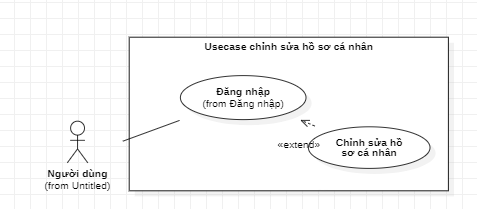 Usecase chỉnh sửa hồ sơ cá nhân
Đăng nhập
(from Đăng nhập)
«extend»
Chỉnh sửa hồ
sơ cá nhân
Người dùng
(from Untitled)